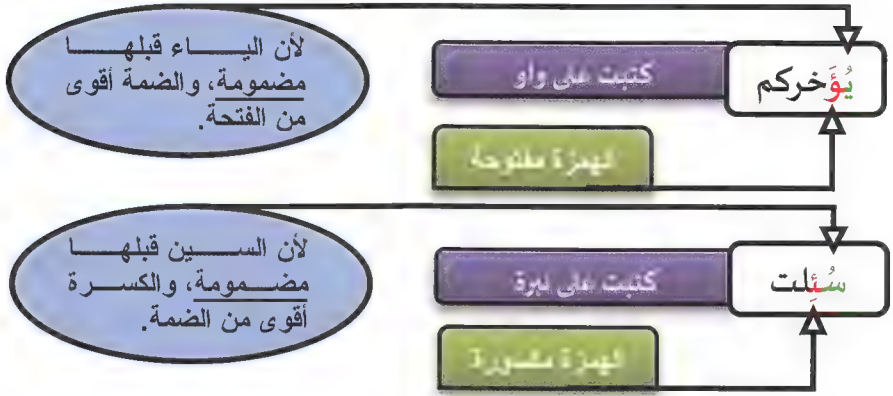 لأن اليـــــاء قبلهـــــا
مضمومة، والضمة أقوى
من الفتحة.
كتبت على واو
يُؤَخركم
الهمزة مفتوحة
لأن الســـين قبلهـــــا
مضـــمومة، والكســـرة
أقوى من الضمة.
كتبت على نبرة
سُئِلت
الهمزة مكسورة